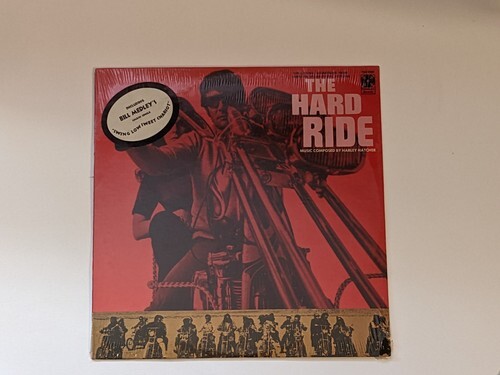 THE
HARD
RIDE
MUSIC COMPOSED BY HARLEY HATCHER
INCLUDING
BILL MEDLEY'S
"SWING LOW, SWEET CHARIOT"